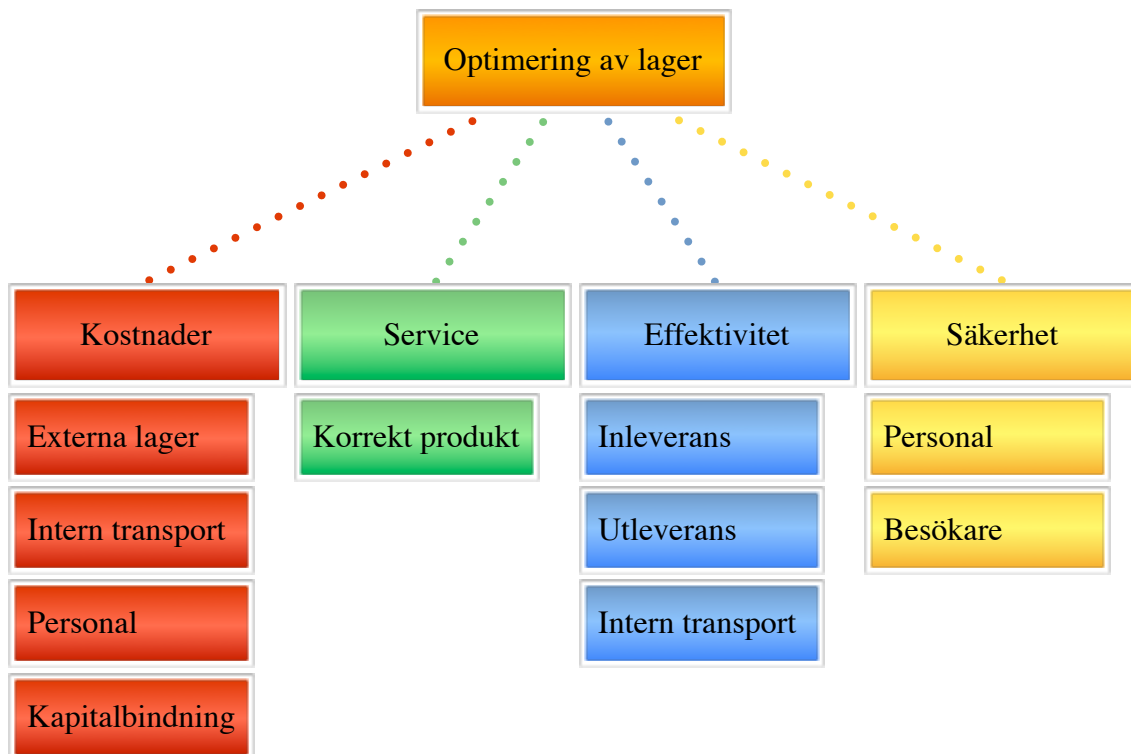 Optimering av lager
Kostnader
Externa lager
Intern transport
Personal
Kapitalbindning
Service
Korrekt produkt
Effektivitet
Inleverans
Utleverans
Intern transport
Säkerhet
Personal
Besökare